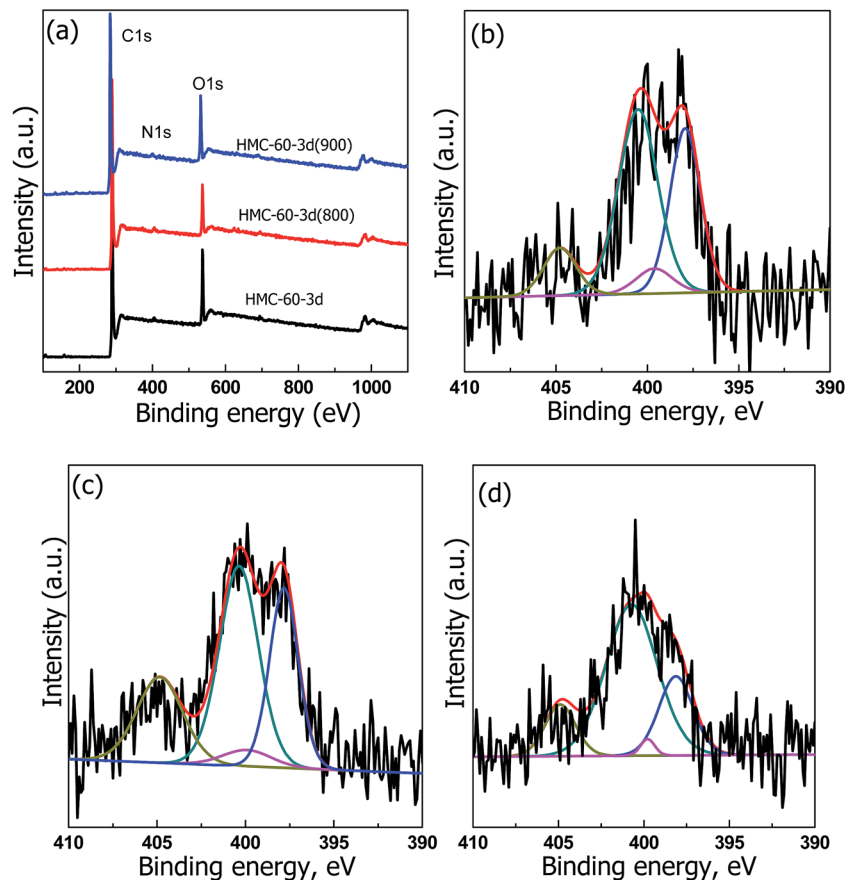 (a)
C1s
N1s
O1s
HMC-60-3d(900)
HMC-60-3d(800)
HMC-60-3d
Intensity (a.u.)
200 400 600 800 1000
Binding energy (eV)
(b)
Intensity (a.u.)
410 405 400 395 390
Binding energy, eV
(c)
Intensity (a.u.)
410 405 400 395 390
Binding energy, eV
(d)
Intensity (a.u.)
410 405 400 395 390
Binding energy, eV